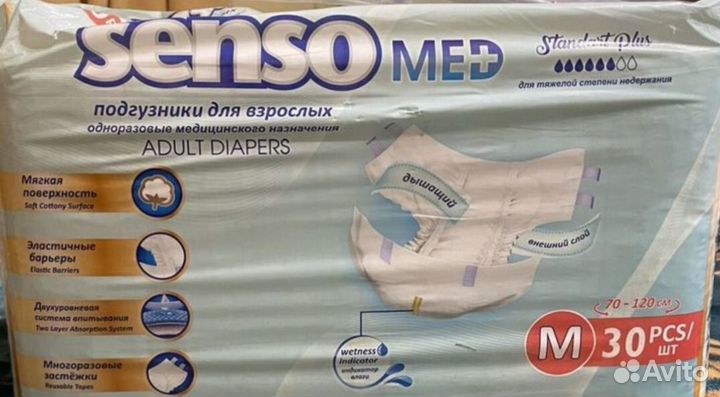 senso MED
Standart Plus
для тяжелой степени недержания
подгузники для взрослых
одноразовые медицинского назначения
ADULT DIAPERS
Мягкая
поверхность
Soft Cottony Surface
Эластичные
барьеры
Elastic Barriers
Двухуровневая
система впитывания
Two Layer Absorption System
Многоразовые
застёжки
Reusable Tapes
дышащий
внешний слой
wetness
indicator
индикатор
влаги
70 - 120 см
M 30 PCS/
ШТ
Avito